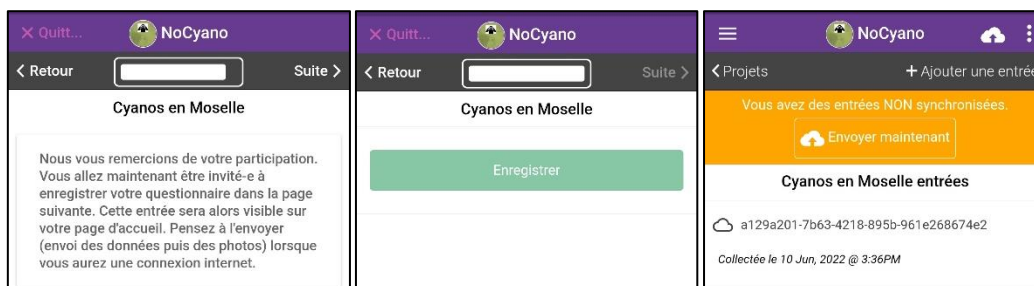 ✕ Quitt... NoCyano
< Retour Suite >
Cyanos en Moselle
Nous vous remercions de votre participation.
Vous allez maintenant être invité-e à
enregistrer votre questionnaire dans la page
suivante. Cette entrée sera alors visible sur
votre page d'accueil. Pensez à l'envoyer
(envoi des données puis des photos) lorsque
vous aurez une connexion internet.
✕ Quitt... NoCyano
< Retour Suite >
Cyanos en Moselle
Enregistrer
NoCyano
< Projets + Ajouter une entrée
Vous avez des entrées NON synchronisées.
Envoyer maintenant
Cyanos en Moselle entrées
a129a201-7b63-4218-895b-961e268674e2
Collectée le 10 Jun, 2022 @ 3:36PM